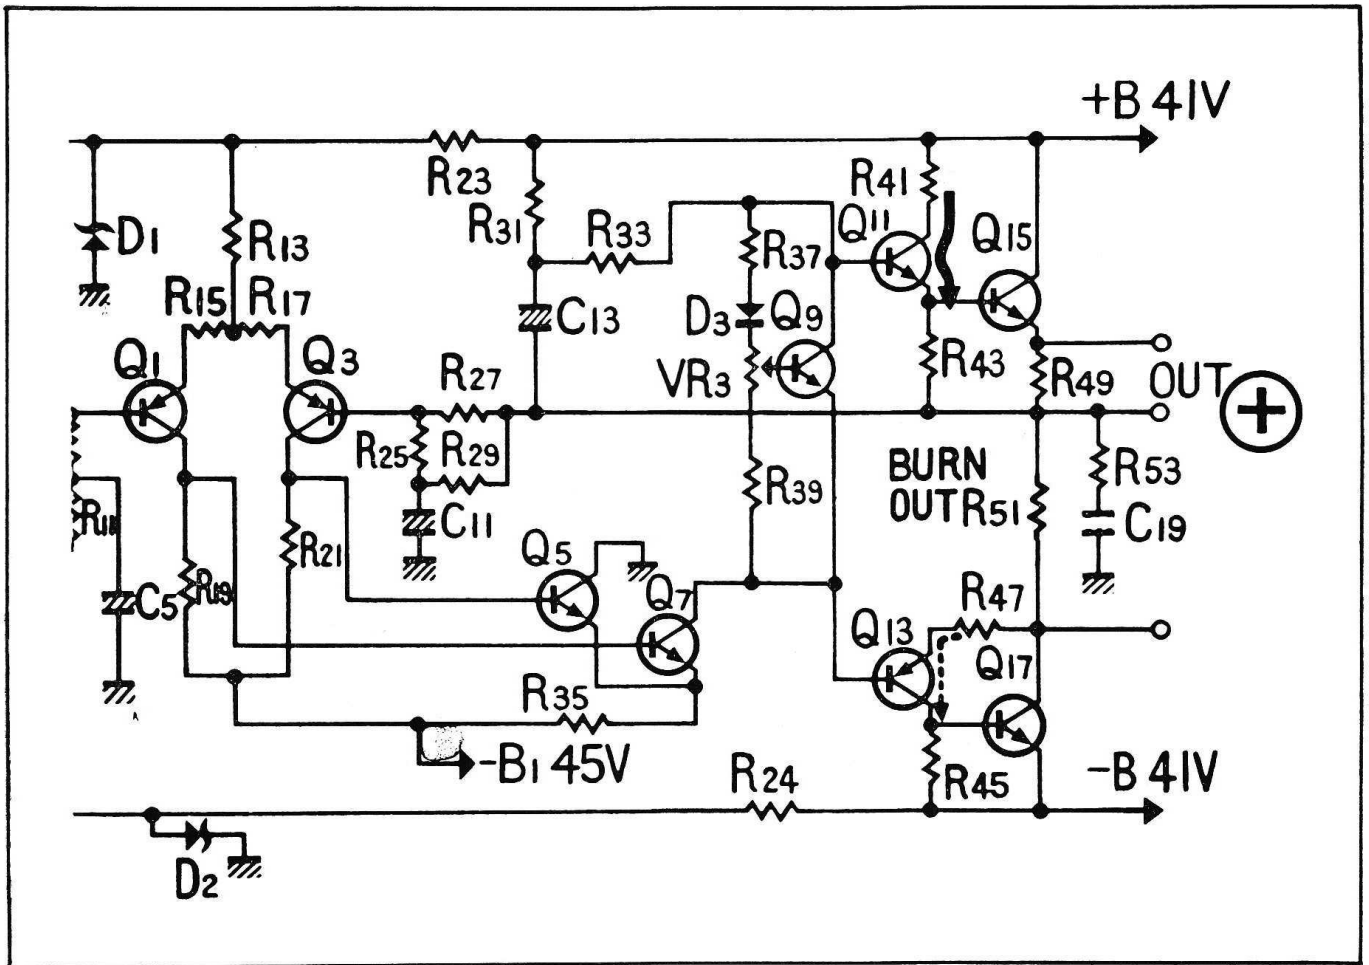 +B 41V
R23
R41
D1
R13
R31
R33
Q11
Q15
R37
R15
R17
C13
D3
Q9
Q1
Q3
R27
VR3
R43
R49
OUT
+
R25
R29
R39
BURN
OUT
R51
R53
R11
C11
C19
R21
Q5
C5
R19
Q7
R47
Q13
Q17
R35
-B1 45V
R24
R45
-B 41V
D2